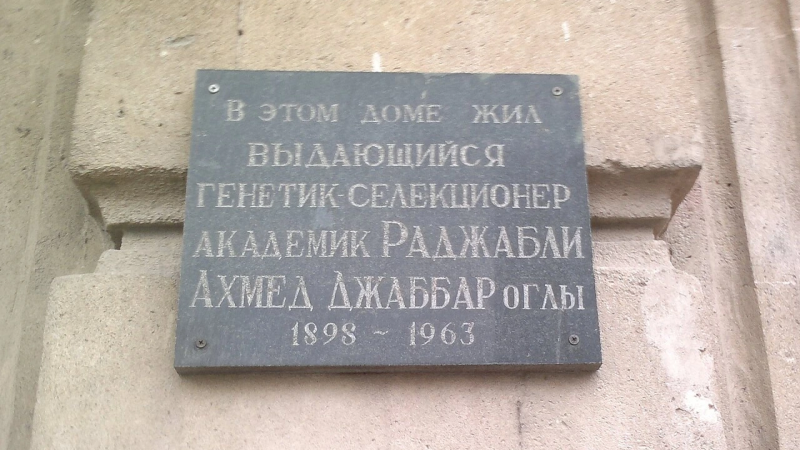 В ЭТОМ ДОМЕ ЖИЛ
ВЫДАЮЩИЙСЯ
ГЕНЕТИК-СЕЛЕКЦИОНЕР
АКАДЕМИК РАДЖАБЛИ
АХМЕД ДЖАББАР ОГЛЫ
1898 ~ 1963